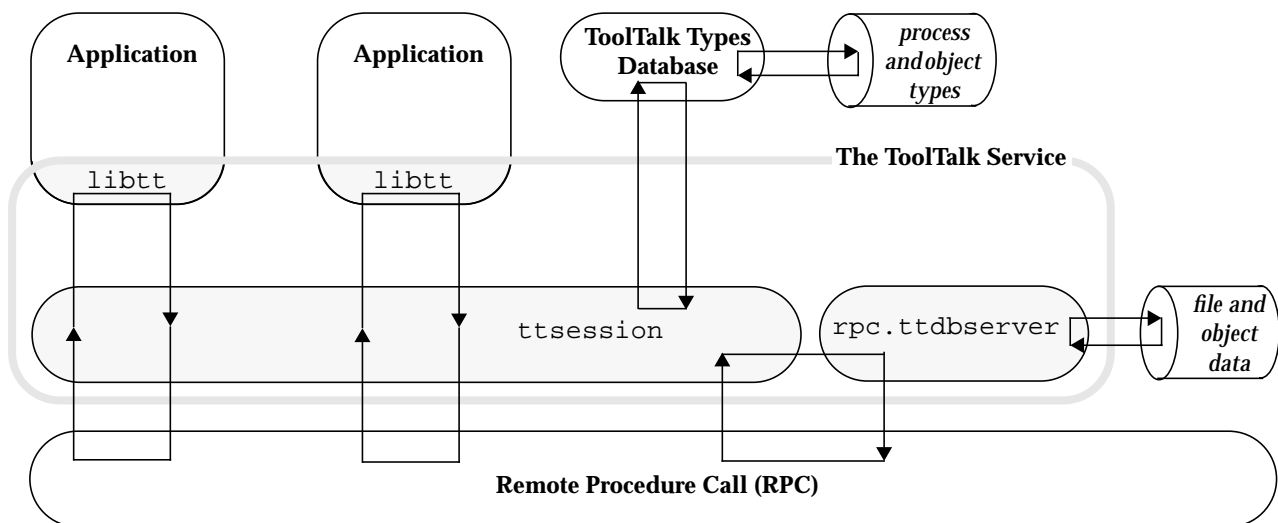 Application
Application
ToolTalk Types
Database
process
and object
types
The ToolTalk Service
libtt
libtt
ttsession
rpc.ttdbserver
file and
object
data
Remote Procedure Call (RPC)